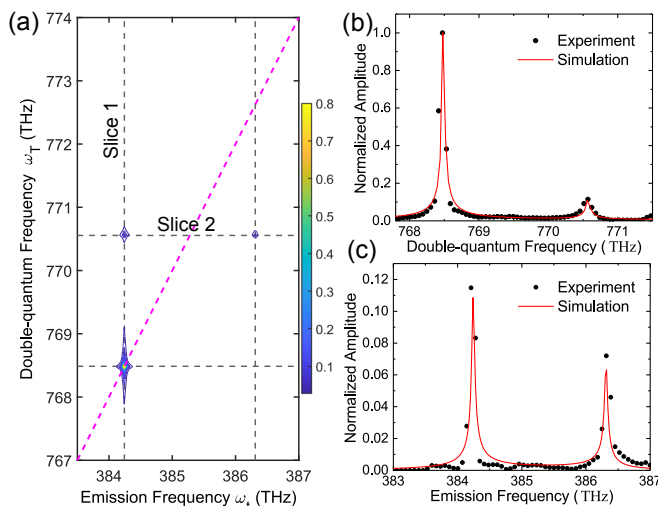 (a)
774
773
772
771
770
769
768
767
Double-quantum Frequency ω_T (THz)
Slice 1
Slice 2
384
385
386
387
Emission Frequency ω_t (THz)
0.8
0.7
0.6
0.5
0.4
0.3
0.2
0.1
(b)
1.0
0.8
0.6
0.4
0.2
0.0
Normalized Amplitude
Experiment
Simulation
768
769
770
771
Double-quantum Frequency ( THz)
(c)
0.12
0.10
0.08
0.06
0.04
0.02
0.00
Normalized Amplitude
Experiment
Simulation
383
384
385
386
387
Emission Frequency ( THz)